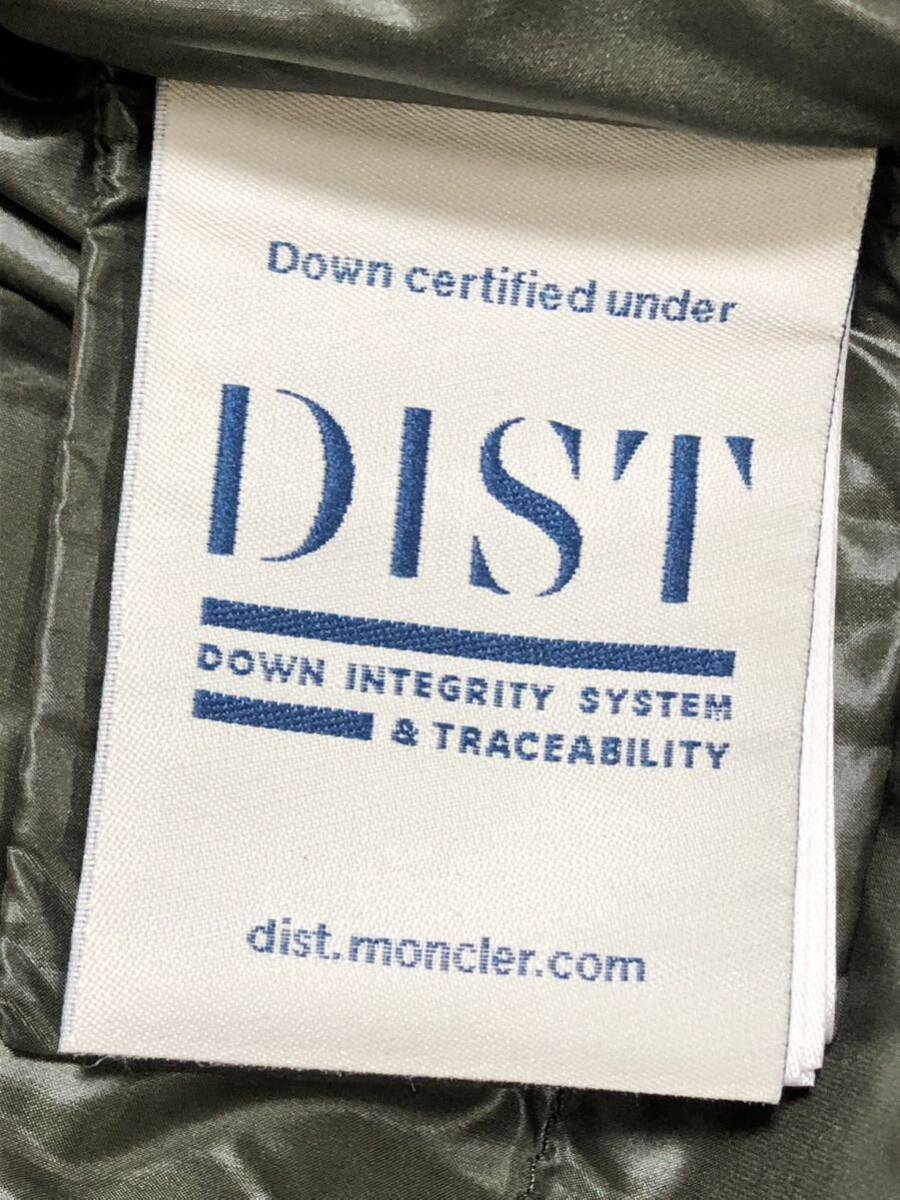 Down certified under
DIST
DOWN INTEGRITY SYSTEM
& TRACEABILITY
dist.moncler.com